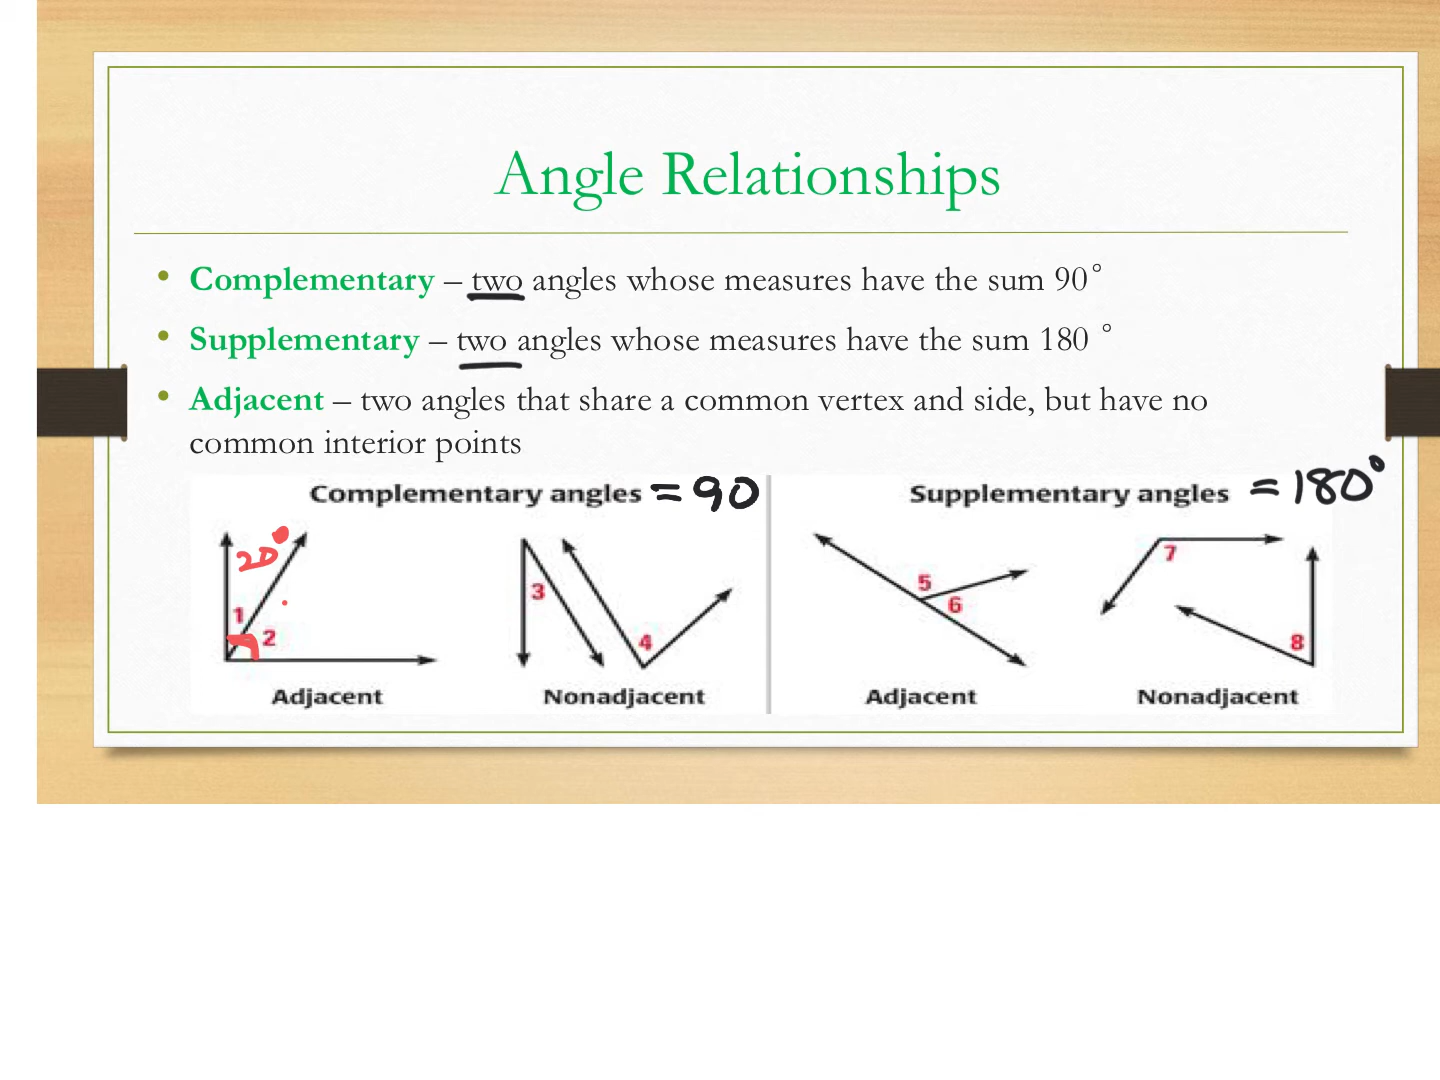 Angle Relationships
• Complementary – two angles whose measures have the sum 90°
• Supplementary – two angles whose measures have the sum 180 °
• Adjacent – two angles that share a common vertex and side, but have no
common interior points
Complementary angles = 90
Supplementary angles = 180°
20°
1
2
3
4
5
6
7
8
Adjacent
Nonadjacent
Adjacent
Nonadjacent